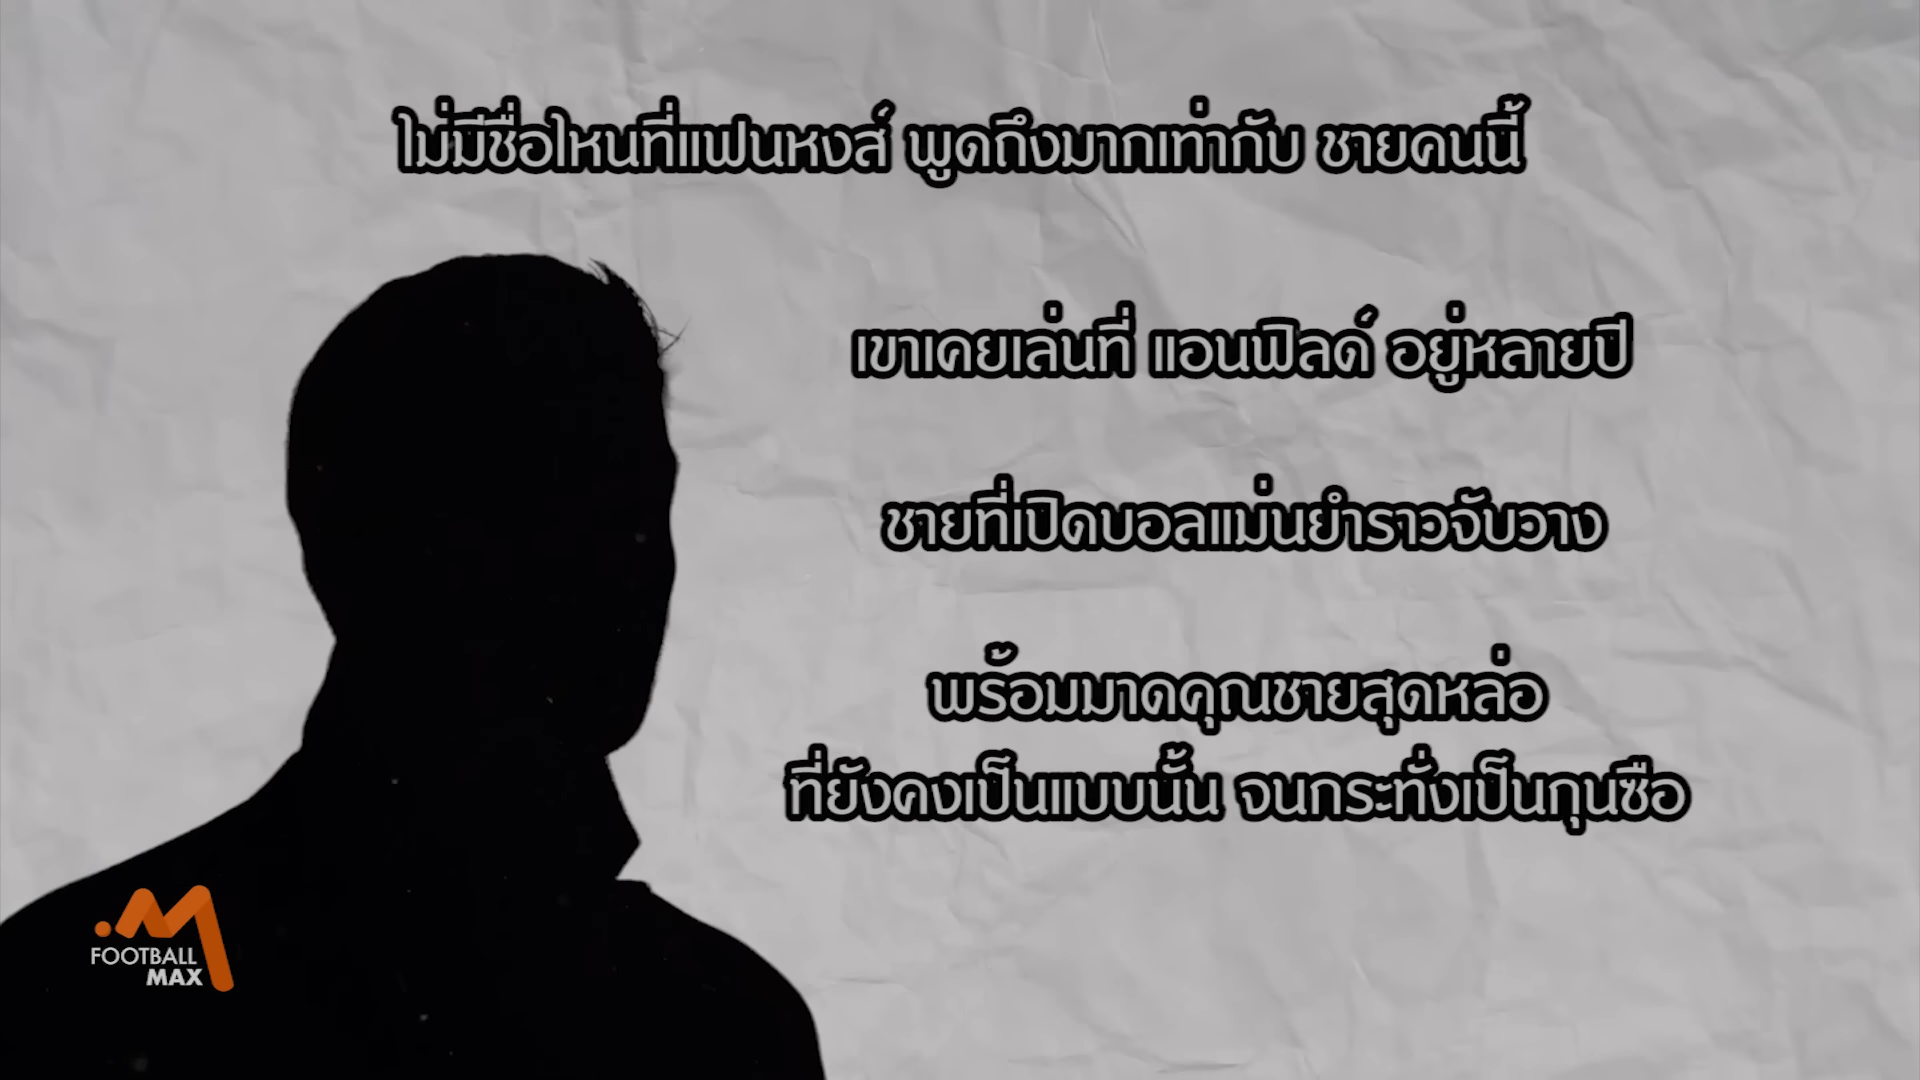 ไม่มีชื่อไหนที่แฟนหงส์ พูดถึงมากเท่ากับ ชายคนนี้
เขาเคยเล่นที่ แอนฟิลด์ อยู่หลายปี
ชายที่เปิดบอลแม่นยำราวจับวาง
พร้อมมาดคุณชายสุดหล่อ
ที่ยังคงเป็นแบบนั้น จนกระทั่งเป็นกุนซือ
FOOTBALL
MAX